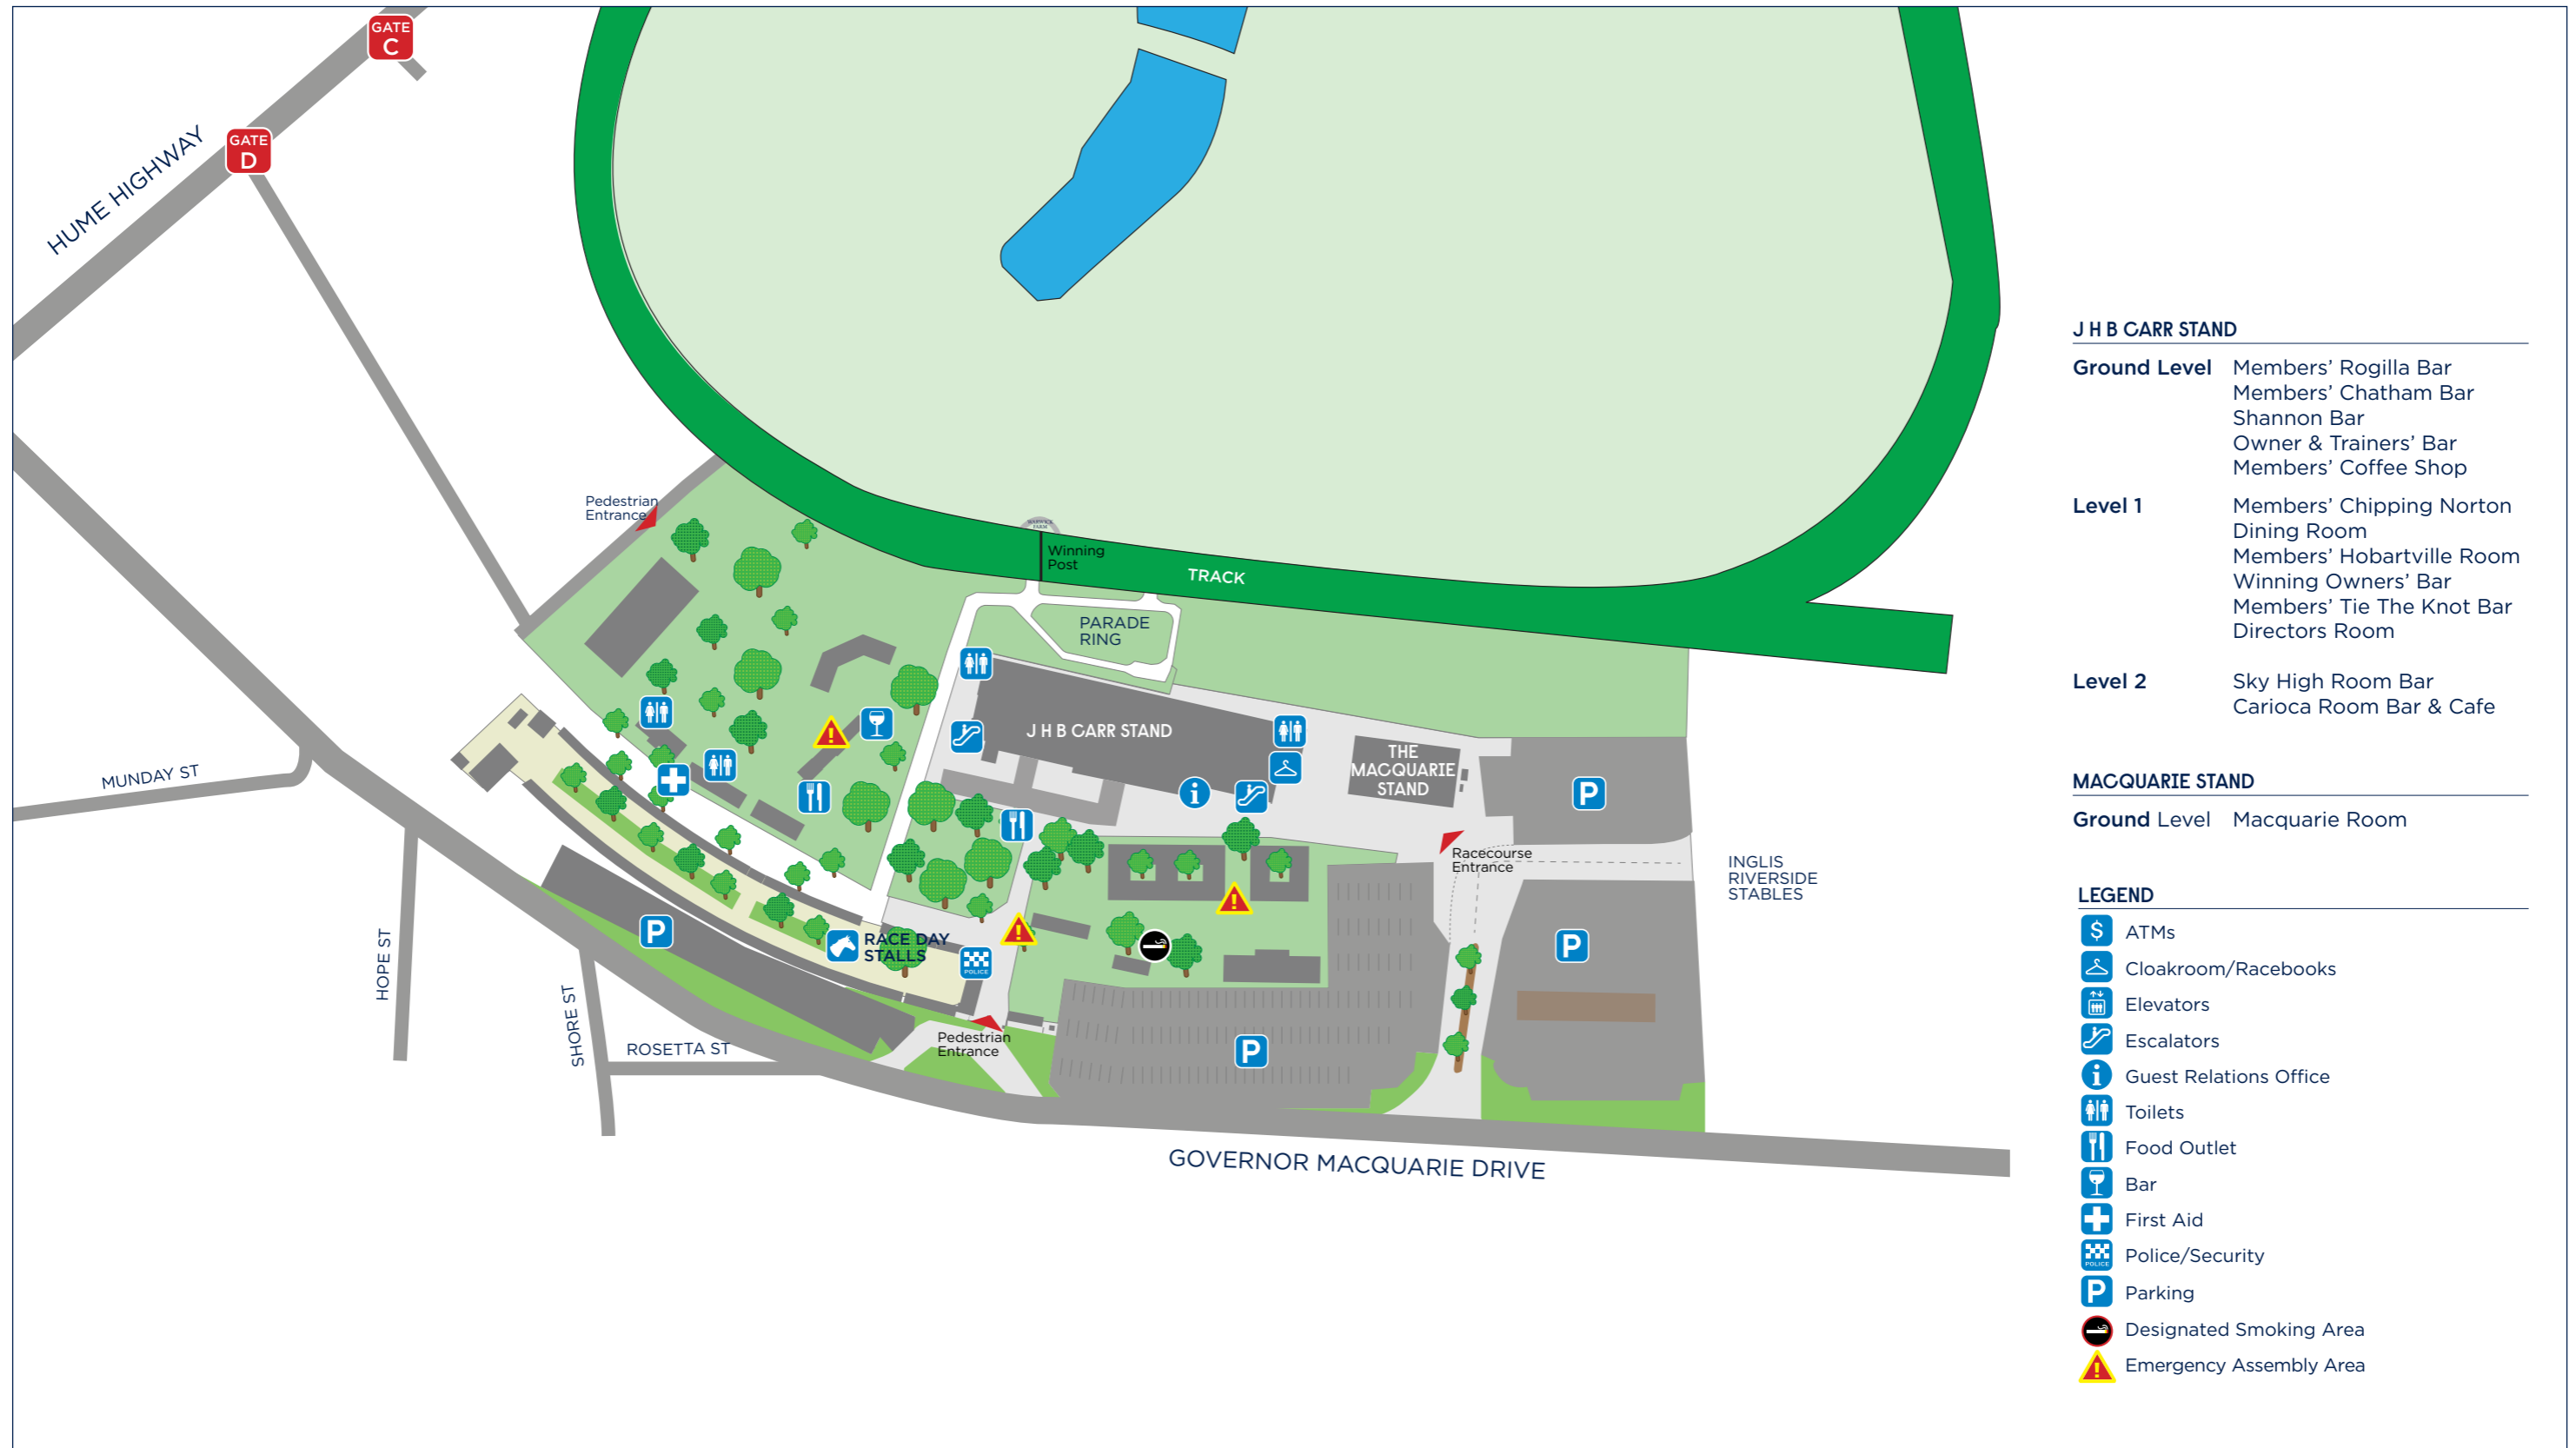 GATE
C
GATE
D
HUME HIGHWAY
Pedestrian
Entrance
WARWICK
FARM
Winning
Post
TRACK
PARADE
RING
J H B CARR STAND
THE
MACQUARIE
STAND
P
i
MUNDAY ST
Racecourse
Entrance
INGLIS
RIVERSIDE
STABLES
P
P
RACE DAY
STALLS
POLICE
P
HOPE ST
SHORE ST
ROSETTA ST
Pedestrian
Entrance
P
GOVERNOR MACQUARIE DRIVE
J H B CARR STAND
Ground Level Members’ Rogilla Bar
Members’ Chatham Bar
Shannon Bar
Owner & Trainers’ Bar
Members’ Coffee Shop
Level 1 Members’ Chipping Norton
Dining Room
Members’ Hobartville Room
Winning Owners’ Bar
Members’ Tie The Knot Bar
Directors Room
Level 2 Sky High Room Bar
Carioca Room Bar & Cafe
MACQUARIE STAND
Ground Level Macquarie Room
LEGEND
$ ATMs
Cloakroom/Racebooks
Elevators
Escalators
i Guest Relations Office
Toilets
Food Outlet
Bar
First Aid
POLICE Police/Security
P Parking
Designated Smoking Area
! Emergency Assembly Area